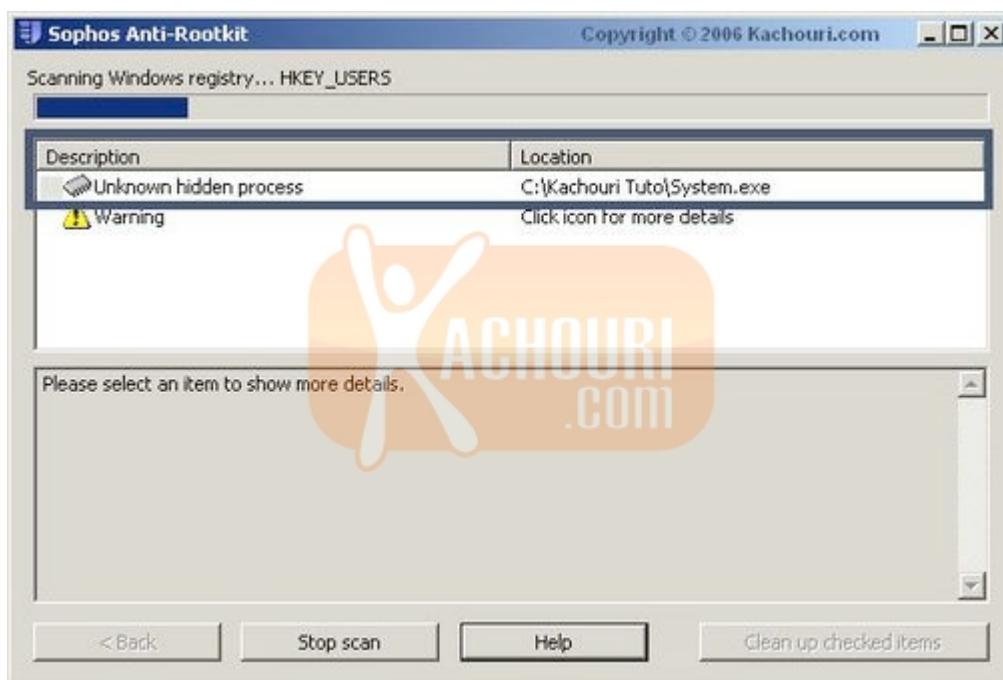 Sophos Anti-Rootkit Copyright © 2006 Kachouri.com
Scanning Windows registry... HKEY_USERS
Description Location
Unknown hidden process C:\Kachouri Tuto\System.exe
Warning Click icon for more details
KACHOURI
.COM
Please select an item to show more details.
< Back Stop scan Help Clean up checked items